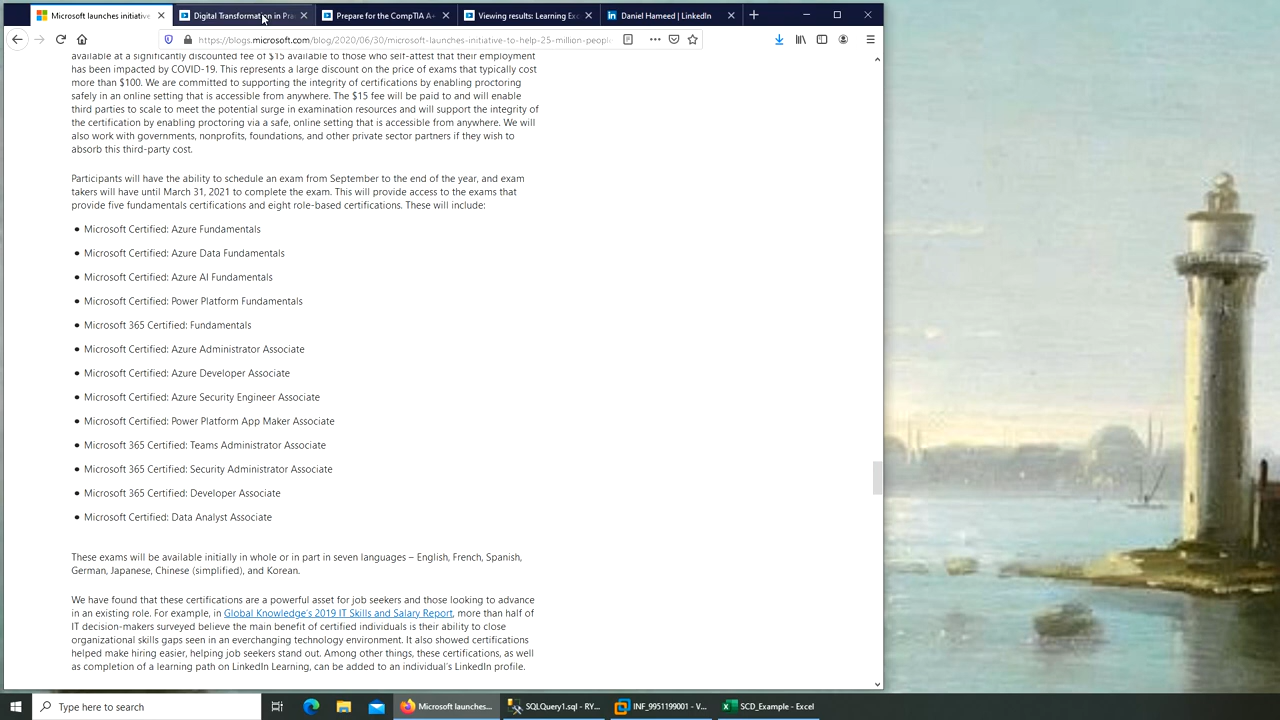 Microsoft launches initiative
Digital Transformation in Pra
Prepare for the CompTIA A+
Viewing results: Learning Ex
Daniel Hameed | LinkedIn
https://blogs.microsoft.com/blog/2020/06/30/microsoft-launches-initiative-to-help-25-million-people
available at a significantly discounted fee of $15 available to those who self-attest that their employment
has been impacted by COVID-19. This represents a large discount on the price of exams that typically cost
more than $100. We are committed to supporting the integrity of certifications by enabling proctoring
safely in an online setting that is accessible from anywhere. The $15 fee will be paid to and will enable
third parties to scale to meet the potential surge in examination resources and will support the integrity of
the certification by enabling proctoring via a safe, online setting that is accessible from anywhere. We will
also work with governments, nonprofits, foundations, and other private sector partners if they wish to
absorb this third-party cost.
Participants will have the ability to schedule an exam from September to the end of the year, and exam
takers will have until March 31, 2021 to complete the exam. This will provide access to the exams that
provide five fundamentals certifications and eight role-based certifications. These will include:
Microsoft Certified: Azure Fundamentals
Microsoft Certified: Azure Data Fundamentals
Microsoft Certified: Azure AI Fundamentals
Microsoft Certified: Power Platform Fundamentals
Microsoft 365 Certified: Fundamentals
Microsoft Certified: Azure Administrator Associate
Microsoft Certified: Azure Developer Associate
Microsoft Certified: Azure Security Engineer Associate
Microsoft Certified: Power Platform App Maker Associate
Microsoft 365 Certified: Teams Administrator Associate
Microsoft 365 Certified: Security Administrator Associate
Microsoft 365 Certified: Developer Associate
Microsoft Certified: Data Analyst Associate
These exams will be available initially in whole or in part in seven languages – English, French, Spanish,
German, Japanese, Chinese (simplified), and Korean.
We have found that these certifications are a powerful asset for job seekers and those looking to advance
in an existing role. For example, in Global Knowledge's 2019 IT Skills and Salary Report, more than half of
IT decision-makers surveyed believe the main benefit of certified individuals is their ability to close
organizational skills gaps seen in an everchanging technology environment. It also showed certifications
helped make hiring easier, helping job seekers stand out. Among other things, these certifications, as well
as completion of a learning path on LinkedIn Learning, can be added to an individual's LinkedIn profile.
Type here to search
Microsoft launches...
SQLQuery1.sql - RY...
INF_9951199001 - V...
SCD_Example - Excel